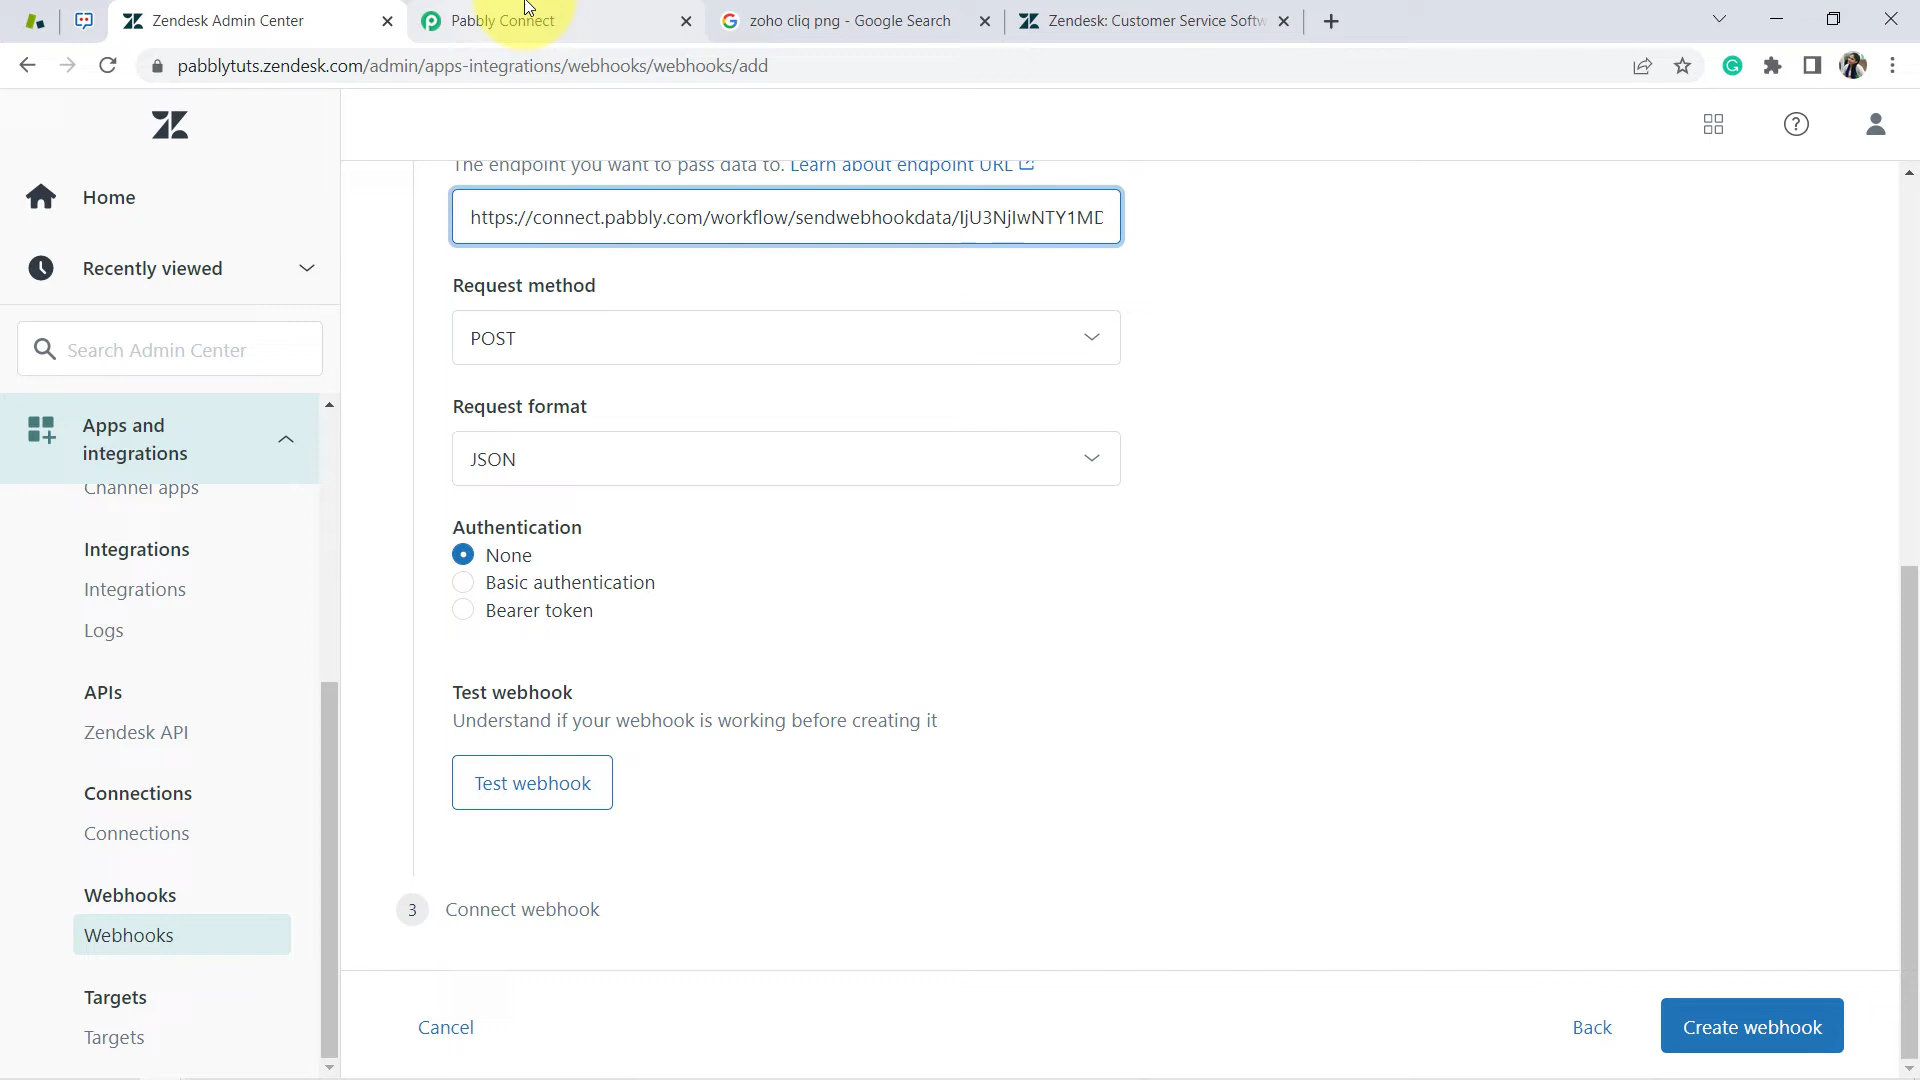 Zendesk Admin Center
Pabbly Connect
zoho cliq png - Google Search
Zendesk: Customer Service Softw
pabblytuts.zendesk.com/admin/apps-integrations/webhooks/webhooks/add
Home
Recently viewed
Search Admin Center
Apps and
integrations
Channel apps
Integrations
Integrations
Logs
APIs
Zendesk API
Connections
Connections
Webhooks
Webhooks
Targets
Targets
The endpoint you want to pass data to. Learn about endpoint URL
https://connect.pabbly.com/workflow/sendwebhookdata/IjU3NjIwNTY1MD
Request method
POST
Request format
JSON
Authentication
None
Basic authentication
Bearer token
Test webhook
Understand if your webhook is working before creating it
Test webhook
3 Connect webhook
Cancel
Back
Create webhook